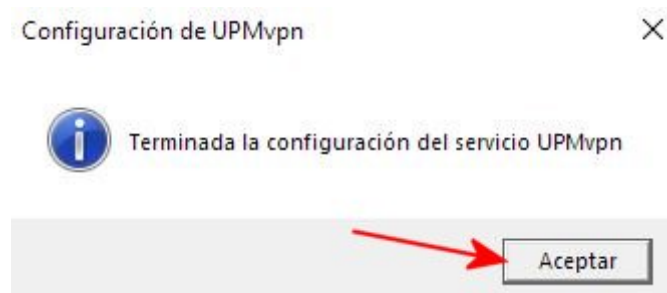 Configuración de UPMvpn
Terminada la configuración del servicio UPMvpn
Aceptar